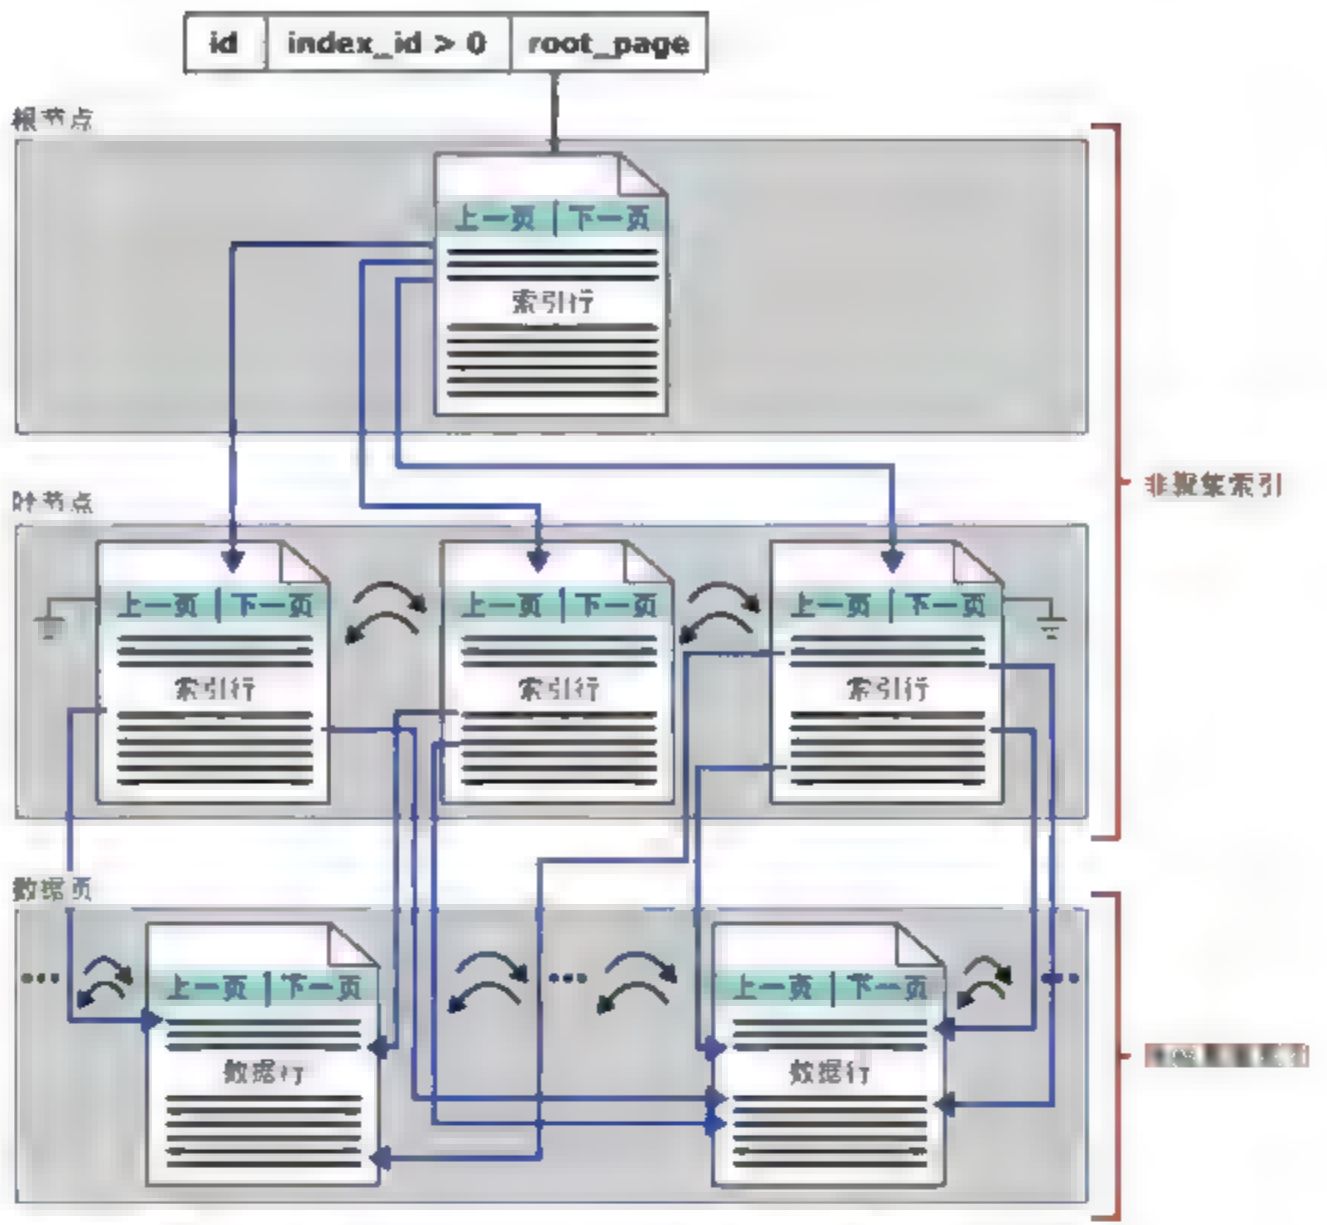 id index_id > 0 root_page
根节点
上一页 | 下一页
索引行
非聚集索引
叶节点
上一页 | 下一页 上一页 | 下一页 上一页 | 下一页
索引行 索引行 索引行
数据页
... ... ...
上一页 | 下一页 上一页 | 下一页
数据行 数据行